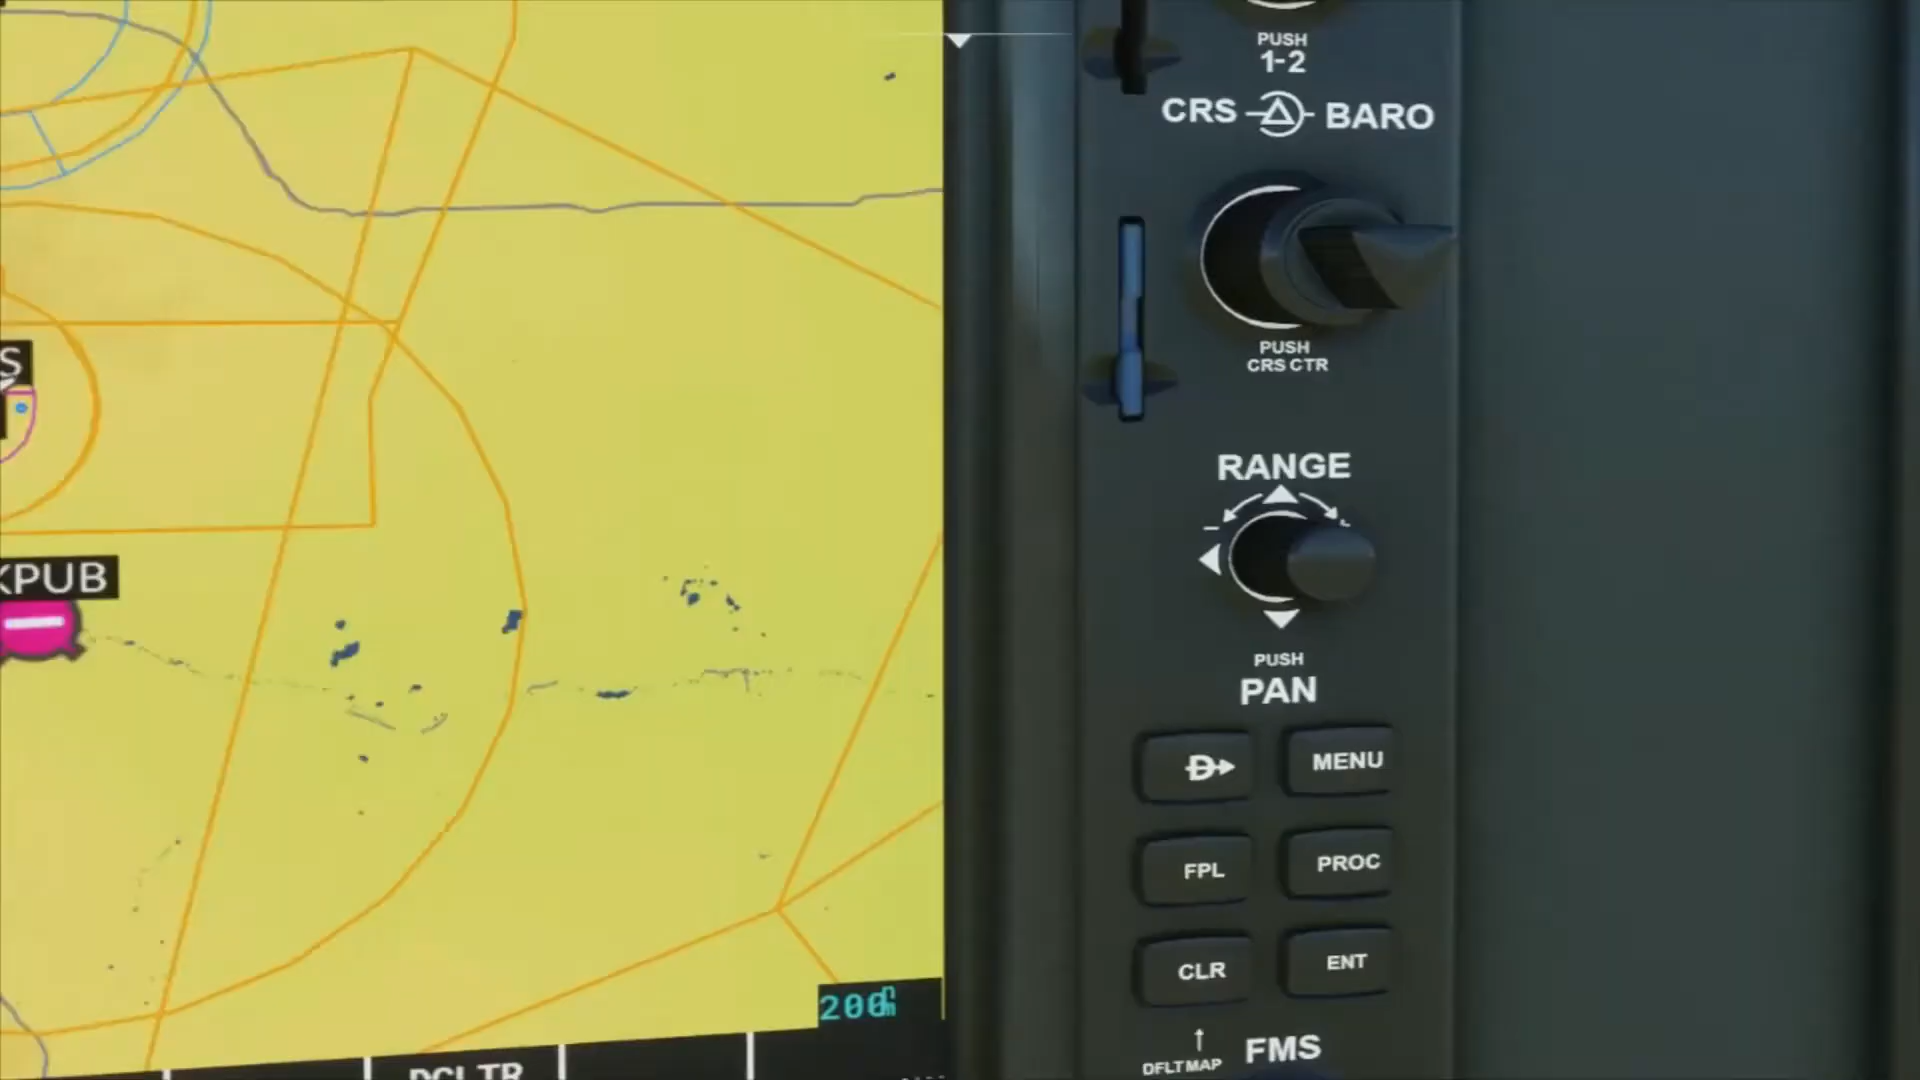 PUSH
1-2
CRS BARO
PUSH
CRS CTR
S
RANGE
–
KPUB
PUSH
PAN
D MENU
FPL PROC
CLR ENT
200nm
DFLT MAP FMS
DCLTR